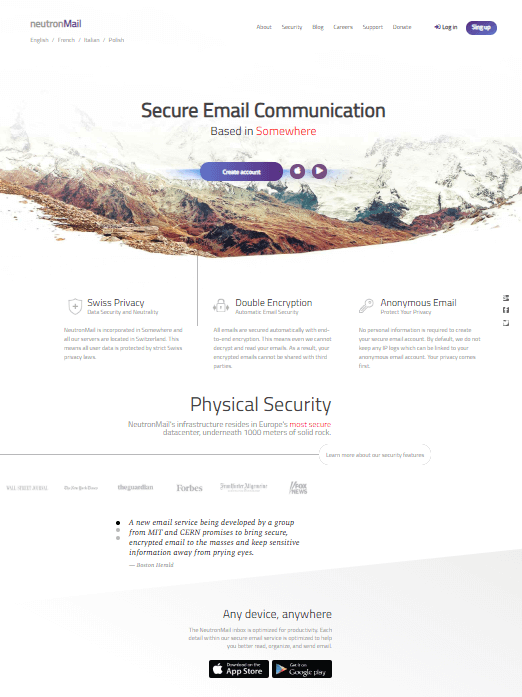 neutronMail
About Security Blog Careers Support Donate Log in Sing up
English / French / Italian / Polish
Secure Email Communication
Based in Somewhere
Create account
Swiss Privacy
Data Security and Neutrality
NeutronMail is incorporated in Somewhere and
all our servers are located in Switzerland. This
means all user data is protected by strict Swiss
privacy laws.
Double Encryption
Automatic Email Security
All emails are secured automatically with end-
to-end encryption. This means even we cannot
decrypt and read your emails. As a result, your
encrypted emails cannot be shared with third
parties.
Anonymous Email
Protect Your Privacy
No personal information is required to create
your secure email account. By default, we do not
keep any IP logs which can be linked to your
anonymous email account. Your privacy comes
first.
Physical Security
NeutronMail's infrastructure resides in Europe's most secure
datacenter, underneath 1000 meters of solid rock.
Learn more about our security features
WALL STREET JOURNAL The New York Times theguardian Forbes FOX NEWS
A new email service being developed by a group
from MIT and CERN promises to bring secure,
encrypted email to the masses and keep sensitive
information away from prying eyes.
— Boston Herald
Any device, anywhere
The NeutronMail inbox is optimized for productivity. Each
detail within our secure email service is optimized to help
you better read, organize, and send email.
Download on the
App Store
Get it on
Google play